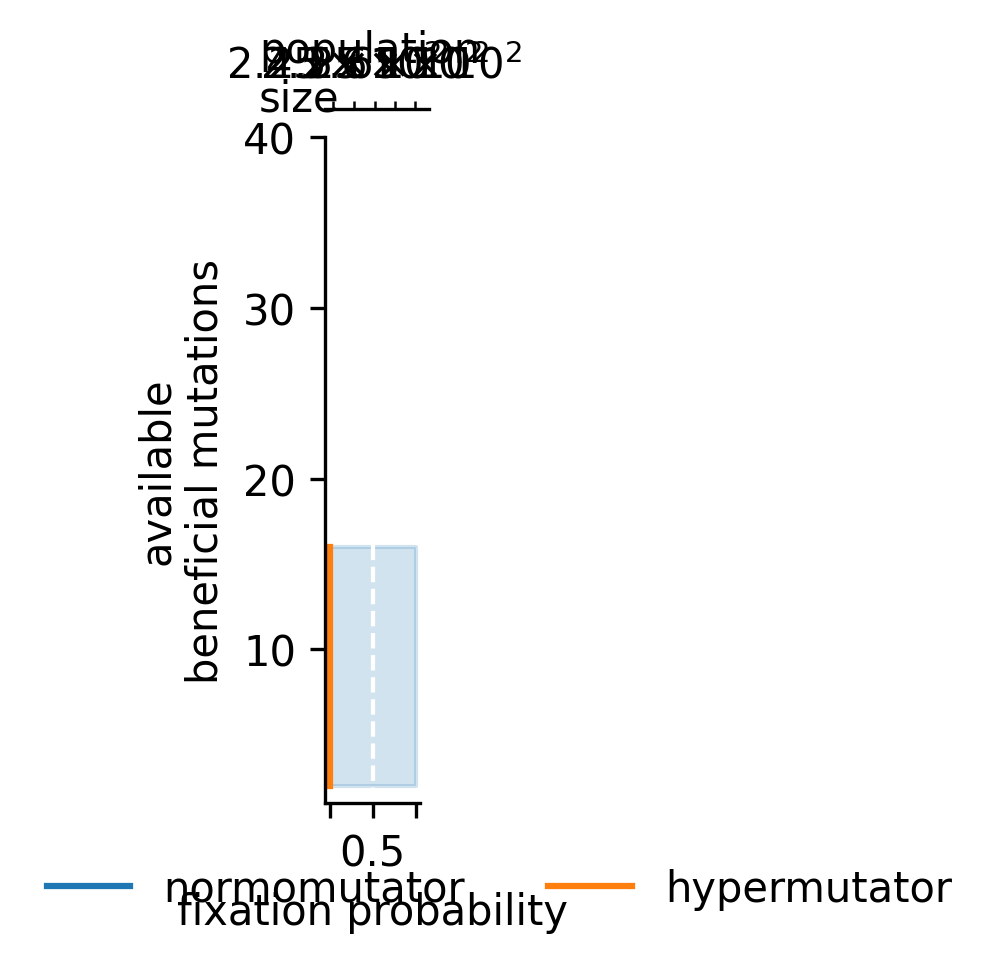 population
size
40
30
20
10
available
beneficial mutations
0.5
normomutator
hypermutator
fixation probability